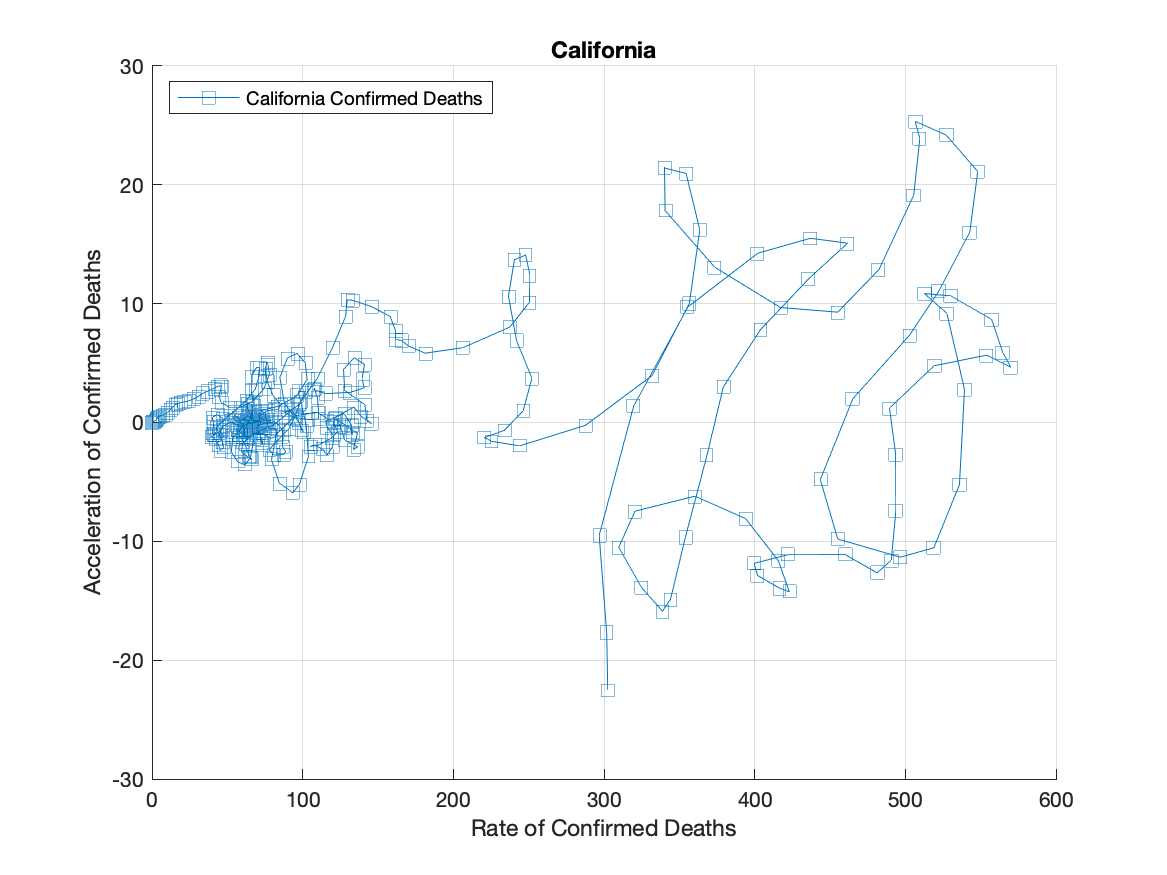 California
California Confirmed Deaths
30
20
10
0
-10
-20
-30
Acceleration of Confirmed Deaths
0 100 200 300 400 500 600
Rate of Confirmed Deaths